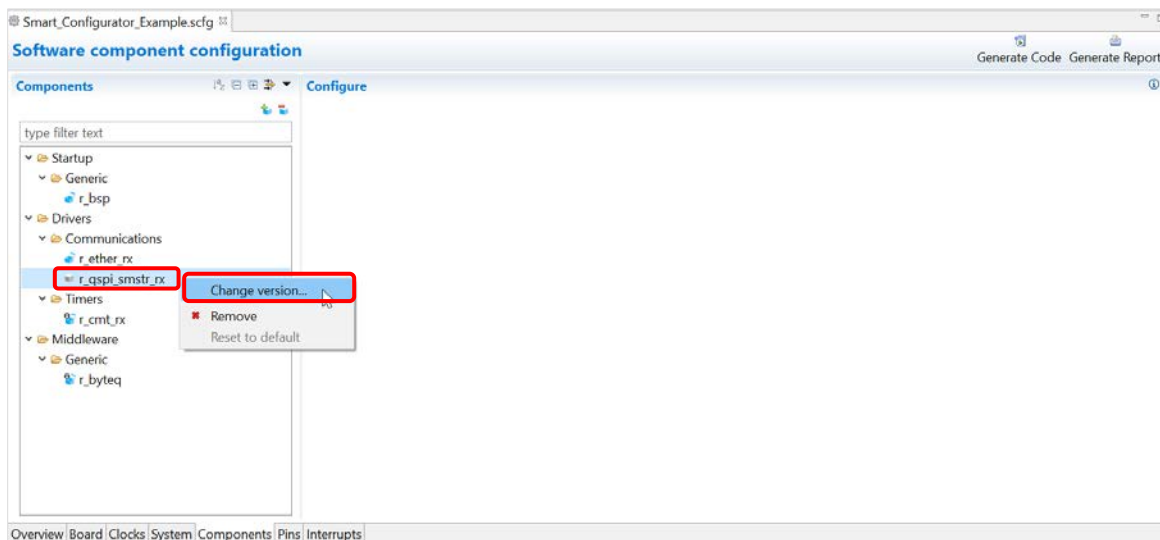 Smart_Configurator_Example.scfg
Software component configuration
Generate Code Generate Report
Components
Configure
type filter text
Startup
Generic
r_bsp
Drivers
Communications
r_ether_rx
r_qspi_smstr_rx
Change version...
Timers
Remove
r_cmt_rx
Reset to default
Middleware
Generic
r_byteq
Overview Board Clocks System Components Pins Interrupts